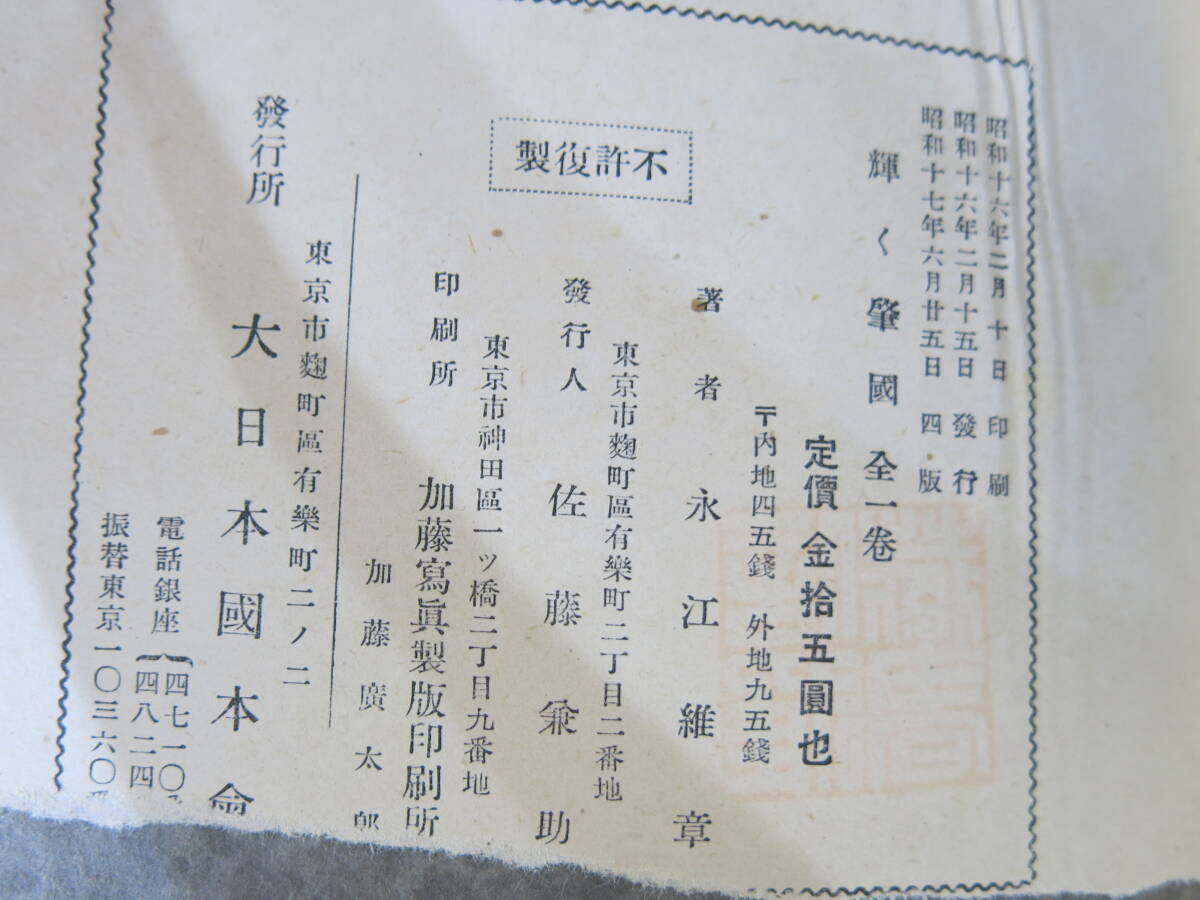 昭和十六年二月十日 印刷
昭和十六年二月十五日 發行
昭和十七年六月廿五日 四版
輝く肇國 全一卷
定價金拾五圓也
〒內地四五錢 外地九五錢
著者 永江維章
東京市麴町區有樂町二丁目二番地
發行人 佐藤兼助
東京市神田區一ツ橋二丁目九番地
印刷所 加藤寫眞製版印刷所
加藤廣太郎
不許復製
東京市麴町區有樂町二ノ二
發行所 大日本國本會
電話銀座{四七一〇
四八二四
振替東京一〇三六〇番